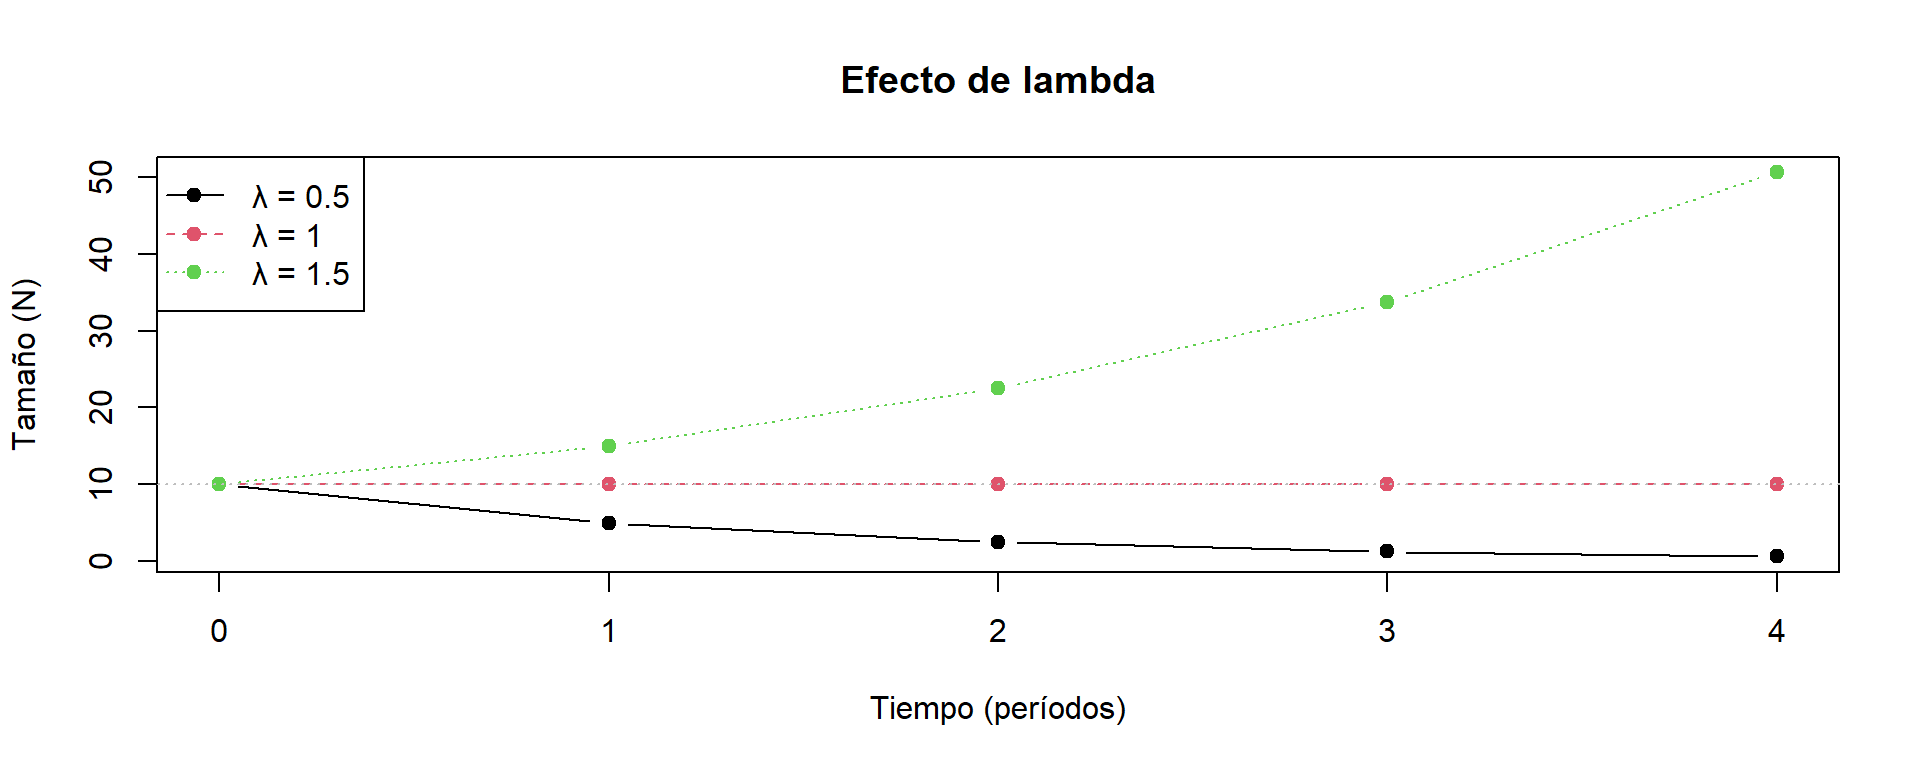 Efecto de lambda
λ = 0.5
λ = 1
λ = 1.5
Tamaño (N)
50
40
30
20
10
0
0 1 2 3 4
Tiempo (períodos)